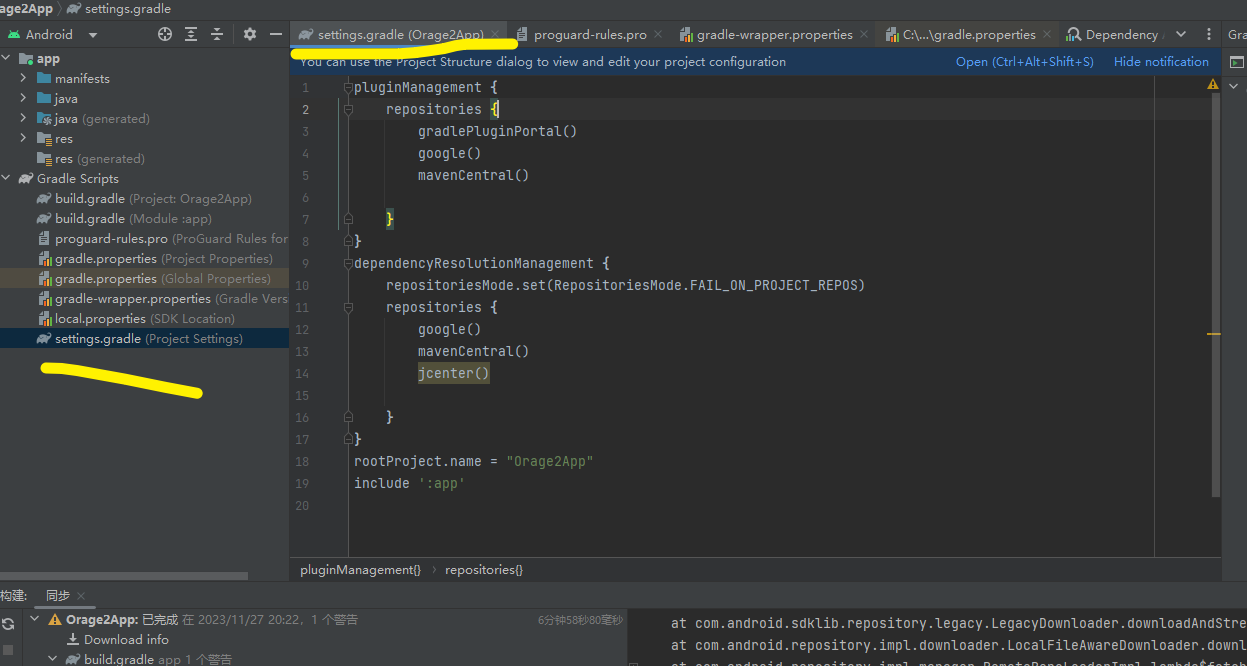 age2App settings.gradle
Android
settings.gradle (Orage2App) proguard-rules.pro gradle-wrapper.properties C:\...\gradle.properties Dependency Gra
You can use the Project Structure dialog to view and edit your project configuration Open (Ctrl+Alt+Shift+S) Hide notification
app
manifests
java
java (generated)
res
res (generated)
Gradle Scripts
build.gradle (Project: Orage2App)
build.gradle (Module :app)
proguard-rules.pro (ProGuard Rules for
gradle.properties (Project Properties)
gradle.properties (Global Properties)
gradle-wrapper.properties (Gradle Vers
local.properties (SDK Location)
settings.gradle (Project Settings)
1 pluginManagement {
2 repositories {
3 gradlePluginPortal()
4 google()
5 mavenCentral()
6
7 }
8 }
9 dependencyResolutionManagement {
10 repositoriesMode.set(RepositoriesMode.FAIL_ON_PROJECT_REPOS)
11 repositories {
12 google()
13 mavenCentral()
14 jcenter()
15
16 }
17 }
18 rootProject.name = "Orage2App"
19 include ':app'
20
pluginManagement{} repositories{}
构建: 同步
Orage2App: 已完成 在 2023/11/27 20:22，1 个警告 6分钟58秒80毫秒
Download info
build.gradle app 1 个警告
at com.android.sdklib.repository.legacy.LegacyDownloader.downloadAndStre
at com.android.repository.impl.downloader.LocalFileAwareDownloader.downl